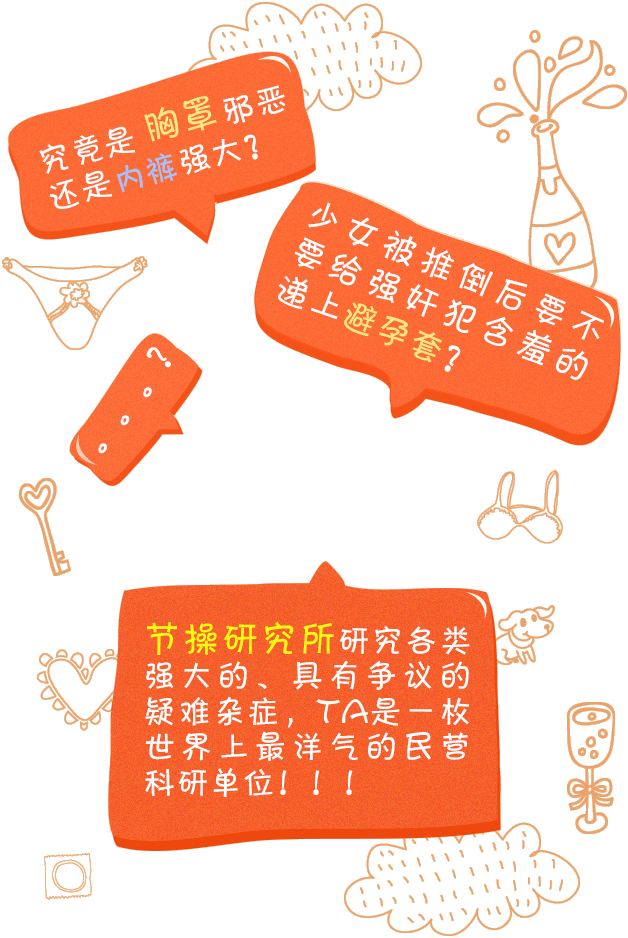 究竟是胸罩邪恶
还是内裤强大？
少女被推倒后要不
要给强奸犯含羞的
递上避孕套？
。。。？
节操研究所研究各类
强大的、具有争议的
疑难杂症，TA是一枚
世界上最洋气的民营
科研单位！！！